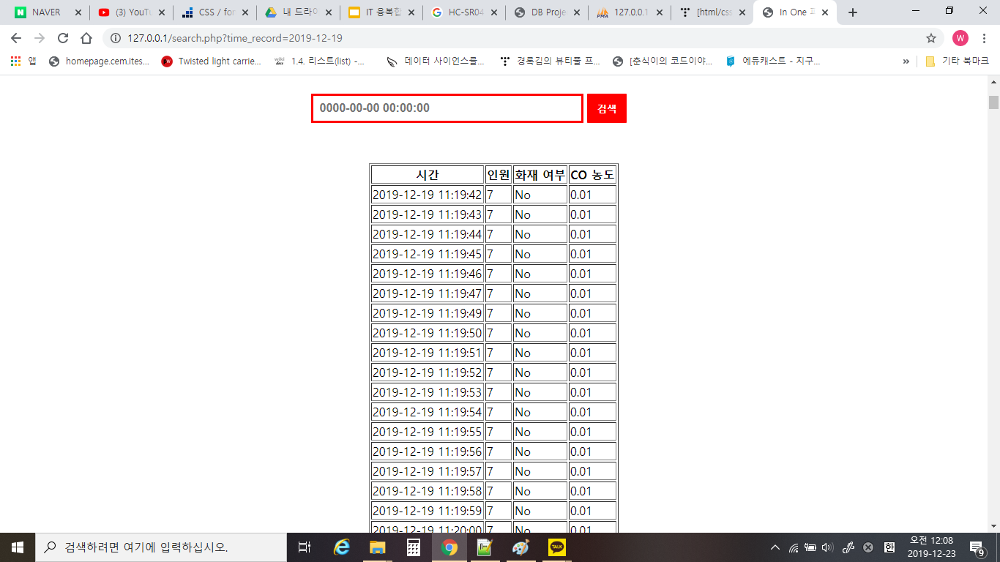 NAVER
(3) YouTu
CSS / for
내 드라이
IT 융복합
HC-SR04
DB Projec
127.0.0.1
[html/css
In One 프
127.0.0.1/search.php?time_record=2019-12-19
W
앱
homepage.cem.ites...
Twisted light carrie...
1.4. 리스트(list) -...
데이터 사이언스를...
경록김의 뷰티풀 프...
[춘식이의 코드이야...
에듀캐스트 - 지구...
»
기타 북마크
0000-00-00 00:00:00
검색
시간 인원 화재 여부 CO 농도
2019-12-19 11:19:42 7 No 0.01
2019-12-19 11:19:43 7 No 0.01
2019-12-19 11:19:44 7 No 0.01
2019-12-19 11:19:45 7 No 0.01
2019-12-19 11:19:46 7 No 0.01
2019-12-19 11:19:47 7 No 0.01
2019-12-19 11:19:49 7 No 0.01
2019-12-19 11:19:50 7 No 0.01
2019-12-19 11:19:51 7 No 0.01
2019-12-19 11:19:52 7 No 0.01
2019-12-19 11:19:53 7 No 0.01
2019-12-19 11:19:54 7 No 0.01
2019-12-19 11:19:55 7 No 0.01
2019-12-19 11:19:56 7 No 0.01
2019-12-19 11:19:57 7 No 0.01
2019-12-19 11:19:58 7 No 0.01
2019-12-19 11:19:59 7 No 0.01
2019-12-19 11:20:00 7 No 0.01
검색하려면 여기에 입력하십시오.
TALK
한
오전 12:08
2019-12-23
9